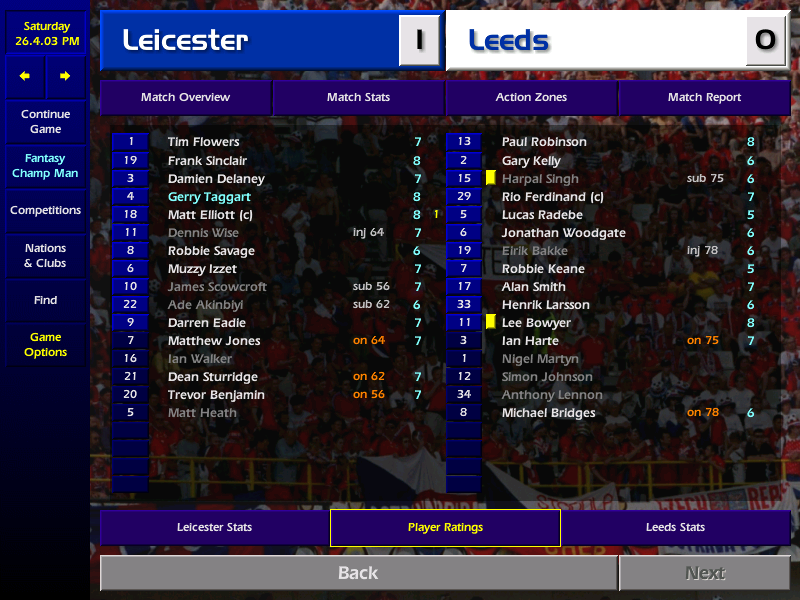 Saturday
26.4.03 PM
Continue
Game
Fantasy
Champ Man
Competitions
Nations
& Clubs
Find
Game
Options
Leicester 1 Leeds 0
Match Overview Match Stats Action Zones Match Report
1 Tim Flowers 7
19 Frank Sinclair 8
3 Damien Delaney 7
4 Gerry Taggart 8
18 Matt Elliott (c) 8 1
11 Dennis Wise inj 64 7
8 Robbie Savage 6
6 Muzzy Izzet 7
10 James Scowcroft sub 56 7
22 Ade Akinbiyi sub 62 6
9 Darren Eadie 7
7 Matthew Jones on 64 7
16 Ian Walker
21 Dean Sturridge on 62 7
20 Trevor Benjamin on 56 7
5 Matt Heath
13 Paul Robinson 8
2 Gary Kelly 6
15 Harpal Singh sub 75 6
29 Rio Ferdinand (c) 7
5 Lucas Radebe 5
6 Jonathan Woodgate 6
19 Eirik Bakke inj 78 6
7 Robbie Keane 5
17 Alan Smith 7
33 Henrik Larsson 6
11 Lee Bowyer 8
3 Ian Harte on 75 7
1 Nigel Martyn
12 Simon Johnson
34 Anthony Lennon
8 Michael Bridges on 78 6
Leicester Stats Player Ratings Leeds Stats
Back Next